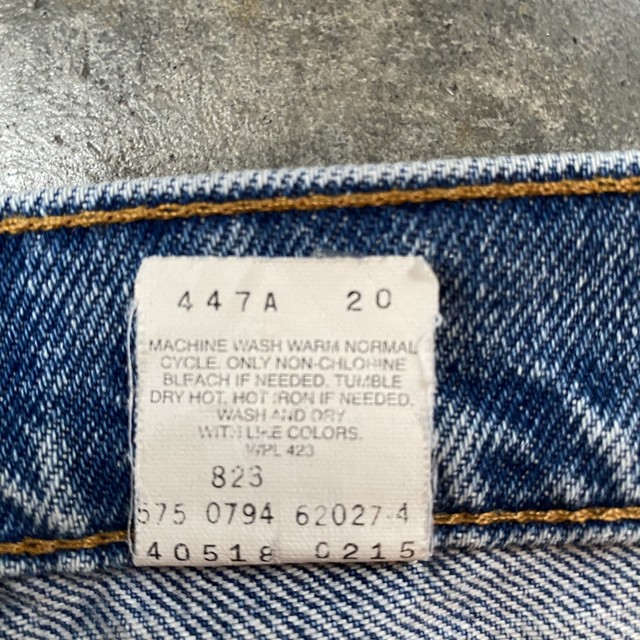 447A 20
MACHINE WASH WARM NORMAL
CYCLE. ONLY NON-CHLORINE
BLEACH IF NEEDED. TUMBLE
DRY HOT. HOT IRON IF NEEDED.
WASH AND DRY
WITH LIKE COLORS.
WPL 423
823
575 0794 62027-4
40518 0215